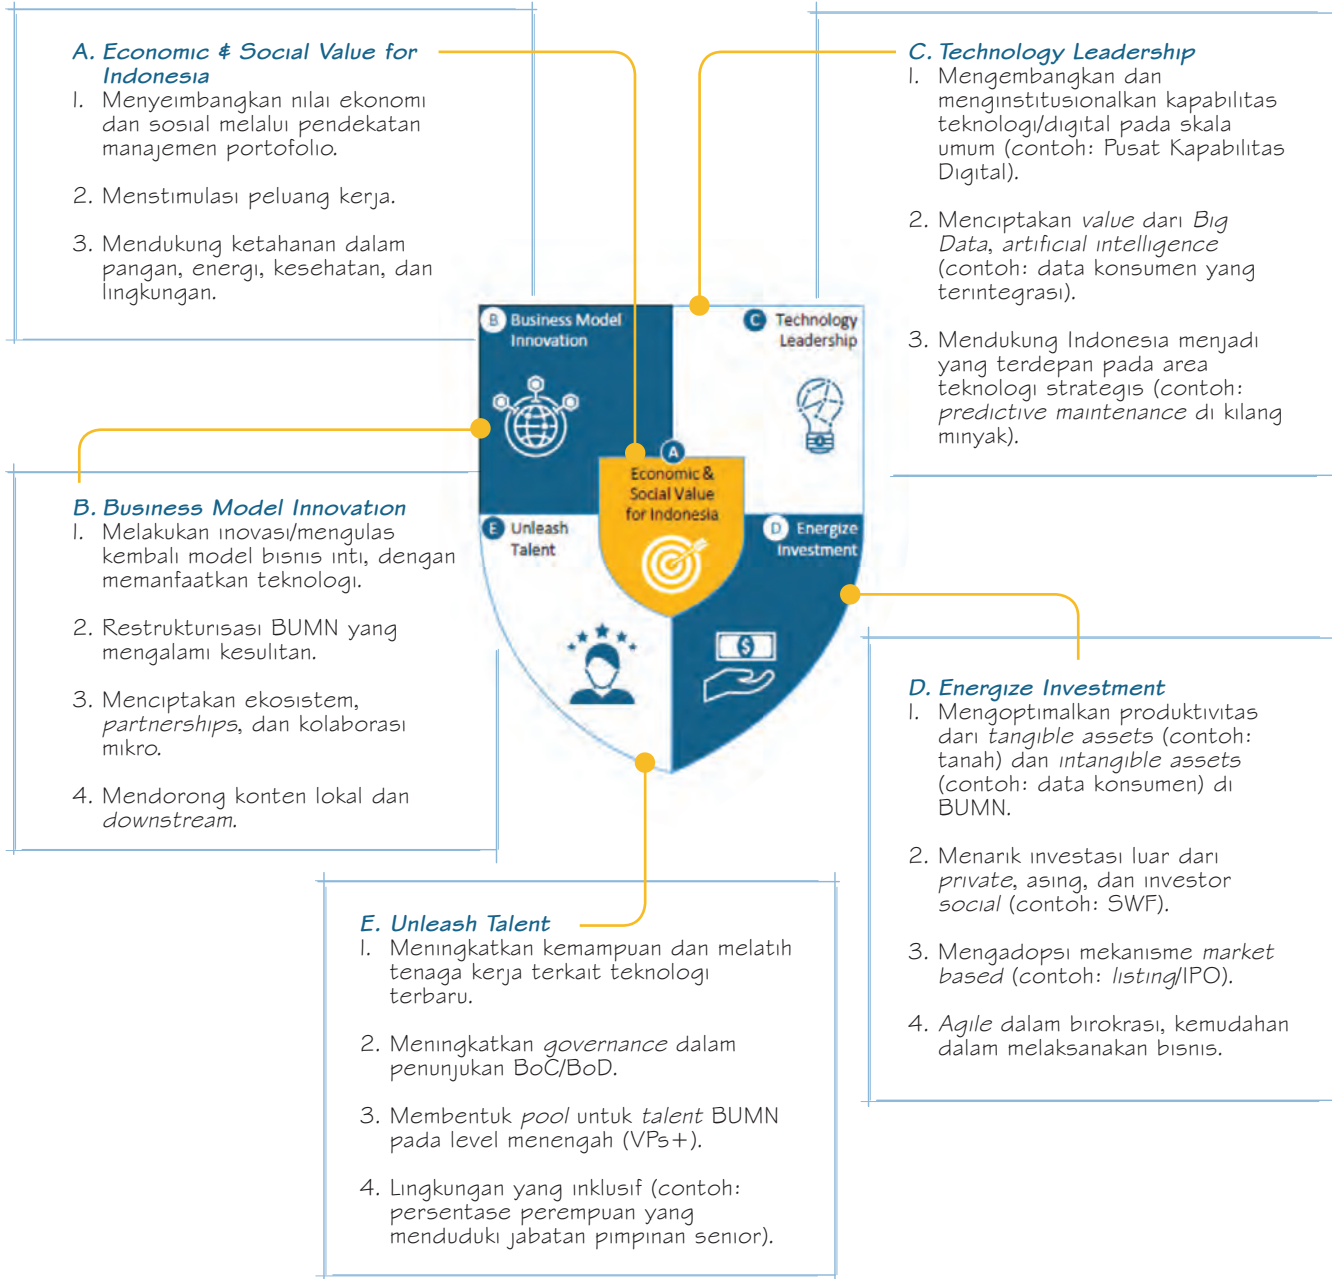 A. Economic & Social Value for
Indonesia
1. Menyeimbangkan nilai ekonomi
dan sosial melalui pendekatan
manajemen portofolio.
2. Menstimulasi peluang kerja.
3. Mendukung ketahanan dalam
pangan, energi, kesehatan, dan
lingkungan.
B. Business Model Innovation
1. Melakukan inovasi/mengulas
kembali model bisnis inti, dengan
memanfaatkan teknologi.
2. Restrukturisasi BUMN yang
mengalami kesulitan.
3. Menciptakan ekosistem,
partnerships, dan kolaborasi
mikro.
4. Mendorong konten lokal dan
downstream.
B Business Model
Innovation
C Technology
Leadership
A
Economic &
Social Value
for Indonesia
E Unleash
Talent
D Energize
Investment
$
C. Technology Leadership
1. Mengembangkan dan
menginstitusionalkan kapabilitas
teknologi/digital pada skala
umum (contoh: Pusat Kapabilitas
Digital).
2. Menciptakan value dari Big
Data, artificial intelligence
(contoh: data konsumen yang
terintegrasi).
3. Mendukung Indonesia menjadi
yang terdepan pada area
teknologi strategis (contoh:
predictive maintenance di kilang
minyak).
D. Energize Investment
1. Mengoptimalkan produktivitas
dari tangible assets (contoh:
tanah) dan intangible assets
(contoh: data konsumen) di
BUMN.
2. Menarik investasi luar dari
private, asing, dan investor
social (contoh: SWF).
3. Mengadopsi mekanisme market
based (contoh: listing/IPO).
4. Agile dalam birokrasi, kemudahan
dalam melaksanakan bisnis.
E. Unleash Talent
1. Meningkatkan kemampuan dan melatih
tenaga kerja terkait teknologi
terbaru.
2. Meningkatkan governance dalam
penunjukan BoC/BoD.
3. Membentuk pool untuk talent BUMN
pada level menengah (VPs+).
4. Lingkungan yang inklusif (contoh:
persentase perempuan yang
menduduki jabatan pimpinan senior).